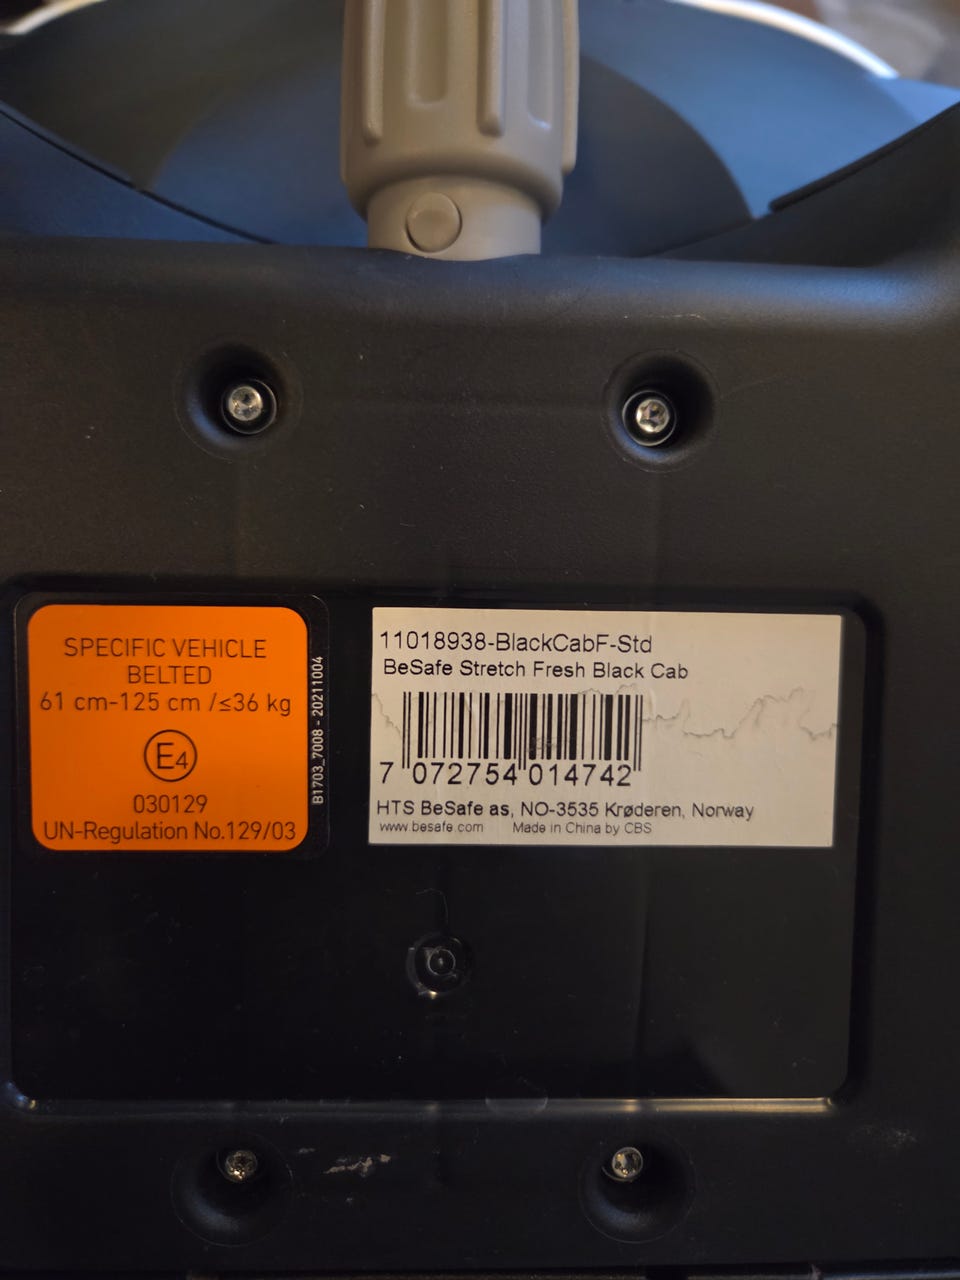 SPECIFIC VEHICLE
BELTED
61 cm-125 cm /≤36 kg
E4
030129
UN-Regulation No.129/03
B1703_7008 - 20211004
11018938-BlackCabF-Std
BeSafe Stretch Fresh Black Cab
7 072754 014742
HTS BeSafe as, NO-3535 Krøderen, Norway
www.besafe.com Made in China by CBS